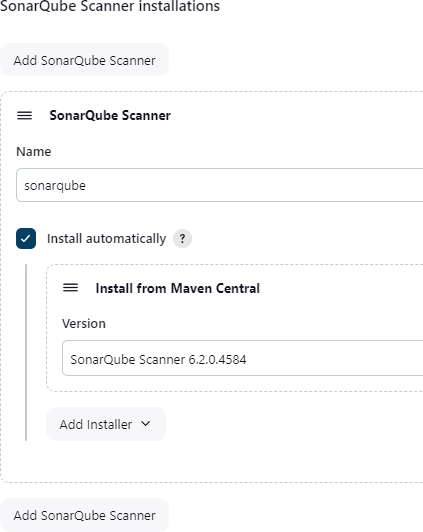 SonarQube Scanner installations
Add SonarQube Scanner
SonarQube Scanner
Name
sonarqube
Install automatically ?
Install from Maven Central
Version
SonarQube Scanner 6.2.0.4584
Add Installer
Add SonarQube Scanner